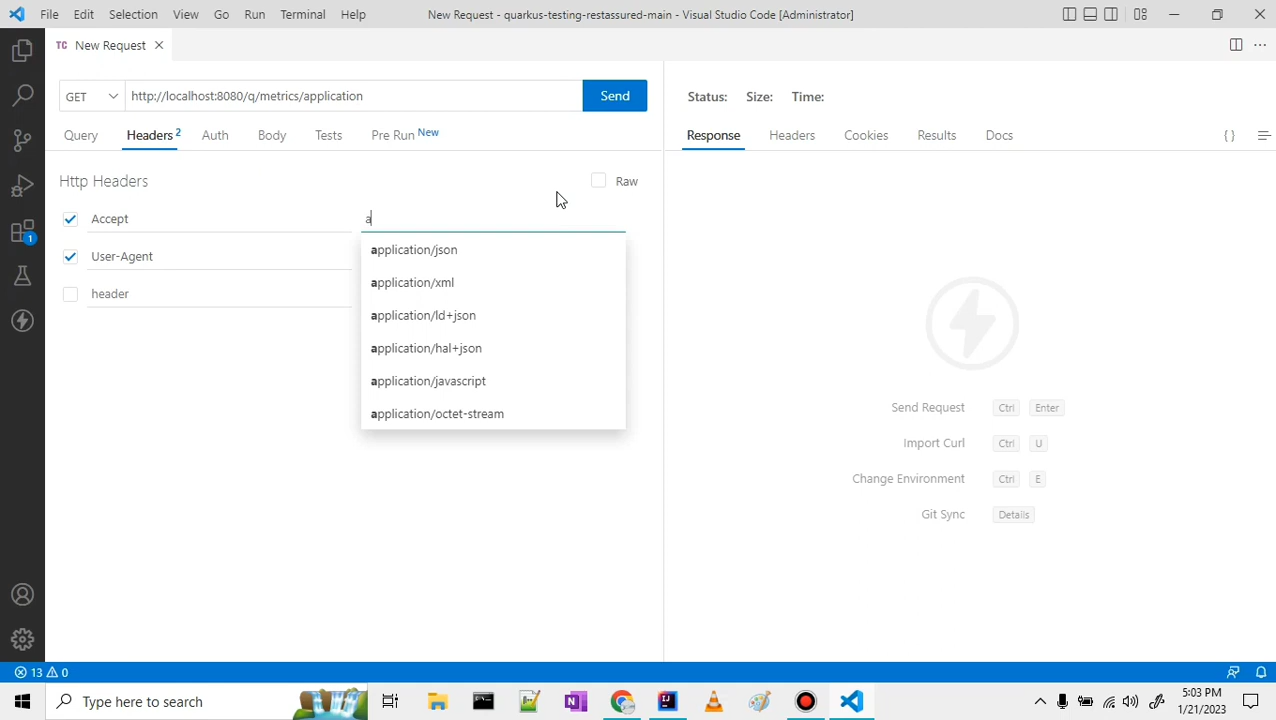 File Edit Selection View Go Run Terminal Help New Request - quarkus-testing-restassured-main - Visual Studio Code [Administrator]
TC New Request
GET http://localhost:8080/q/metrics/application Send
Status: Size: Time:
Query Headers 2 Auth Body Tests Pre Run New
Response Headers Cookies Results Docs { }
Http Headers Raw
Accept a
application/json
User-Agent
application/xml
header
application/ld+json
application/hal+json
application/javascript
application/octet-stream
1
Send Request Ctrl Enter
Import Curl Ctrl U
Change Environment Ctrl E
Git Sync Details
13 0
Type here to search
5:03 PM
1/21/2023